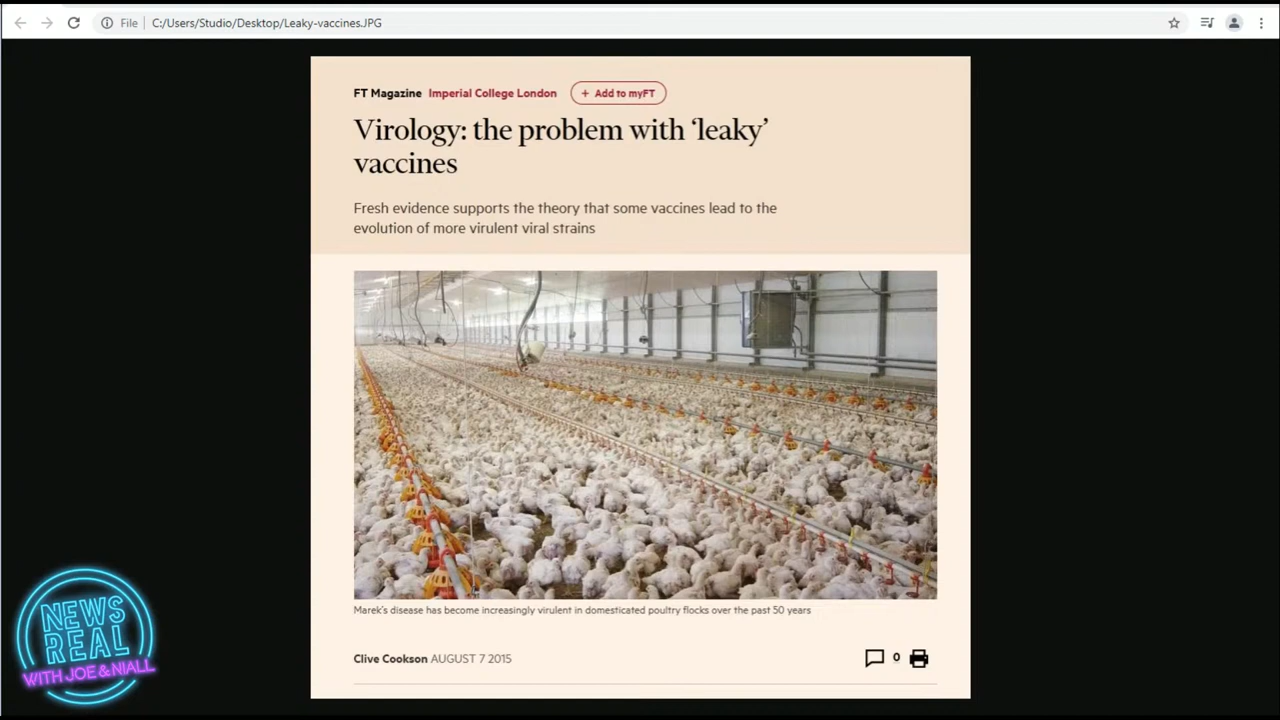 File C:/Users/Studio/Desktop/Leaky-vaccines.JPG
FT Magazine Imperial College London + Add to myFT
Virology: the problem with ‘leaky’
vaccines
Fresh evidence supports the theory that some vaccines lead to the
evolution of more virulent viral strains
Marek's disease has become increasingly virulent in domesticated poultry flocks over the past 50 years
Clive Cookson AUGUST 7 2015
0
NEWS
REAL
WITH JOE & NIALL